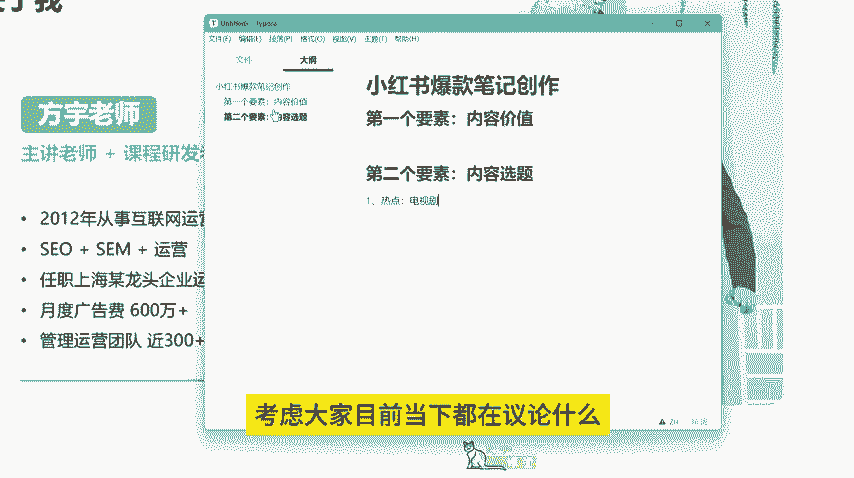 方宇老师
主讲老师 + 课程研发
• 2012年从事互联网运营
• SEO + SEM + 运营
• 任职上海某龙头企业运
• 月度广告费 600万+
• 管理运营团队 近300+
文件(F) 编辑(E) 段落(P) 格式(O) 视图(V) 主题(T) 帮助(H)
文件 大纲
小红书爆款笔记创作
第一个要素：内容价值
第二个要素：内容选题
小红书爆款笔记创作
第一个要素：内容价值
第二个要素：内容选题
1、热点：电视剧
考虑大家目前当下都在议论什么